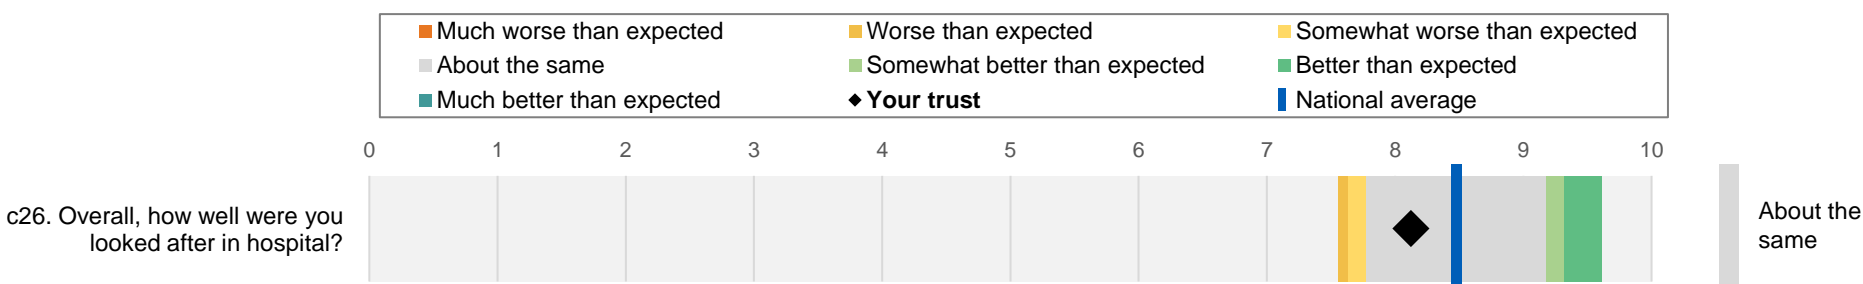 Much worse than expected
Worse than expected
Somewhat worse than expected
About the same
Somewhat better than expected
Better than expected
Much better than expected
Your trust
National average
0 1 2 3 4 5 6 7 8 9 10
c26. Overall, how well were you
looked after in hospital?
About the
same